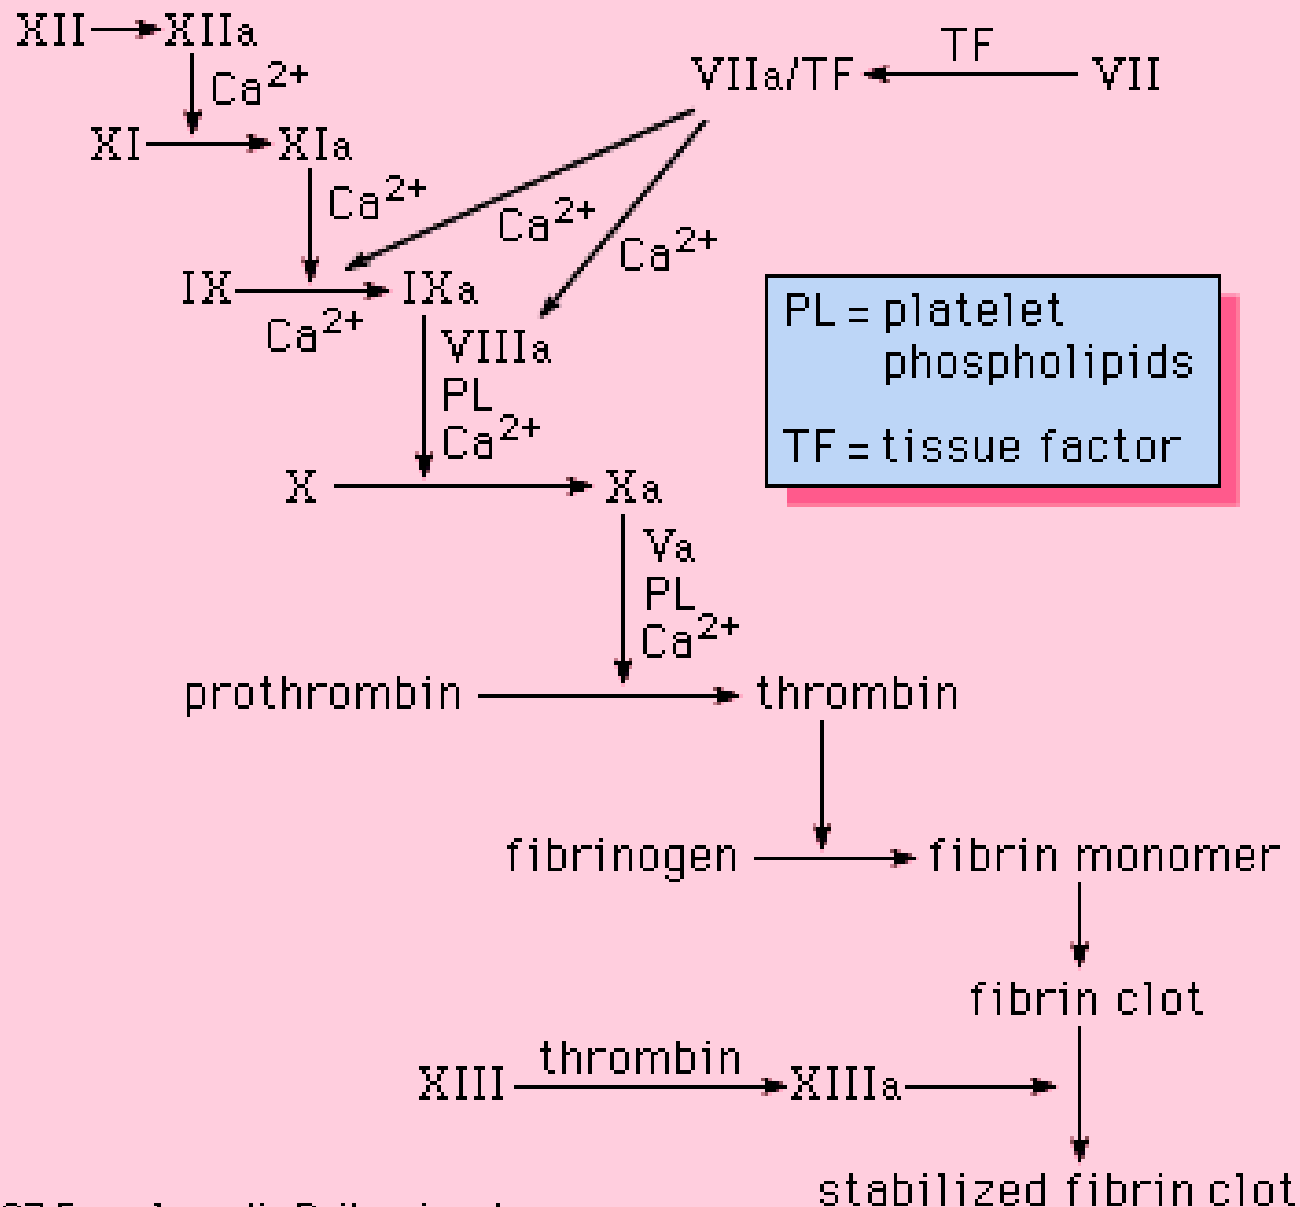 XII XIIa
Ca2+
TF
VIIa/TF VII
XI XIa
Ca2+
Ca2+
Ca2+
IX IXa
Ca2+
VIIIa
PL
Ca2+
PL = platelet
phospholipids
TF = tissue factor
X Xa
Va
PL
Ca2+
prothrombin thrombin
fibrinogen fibrin monomer
fibrin clot
thrombin
XIII XIIIa
stabilized fibrin clot